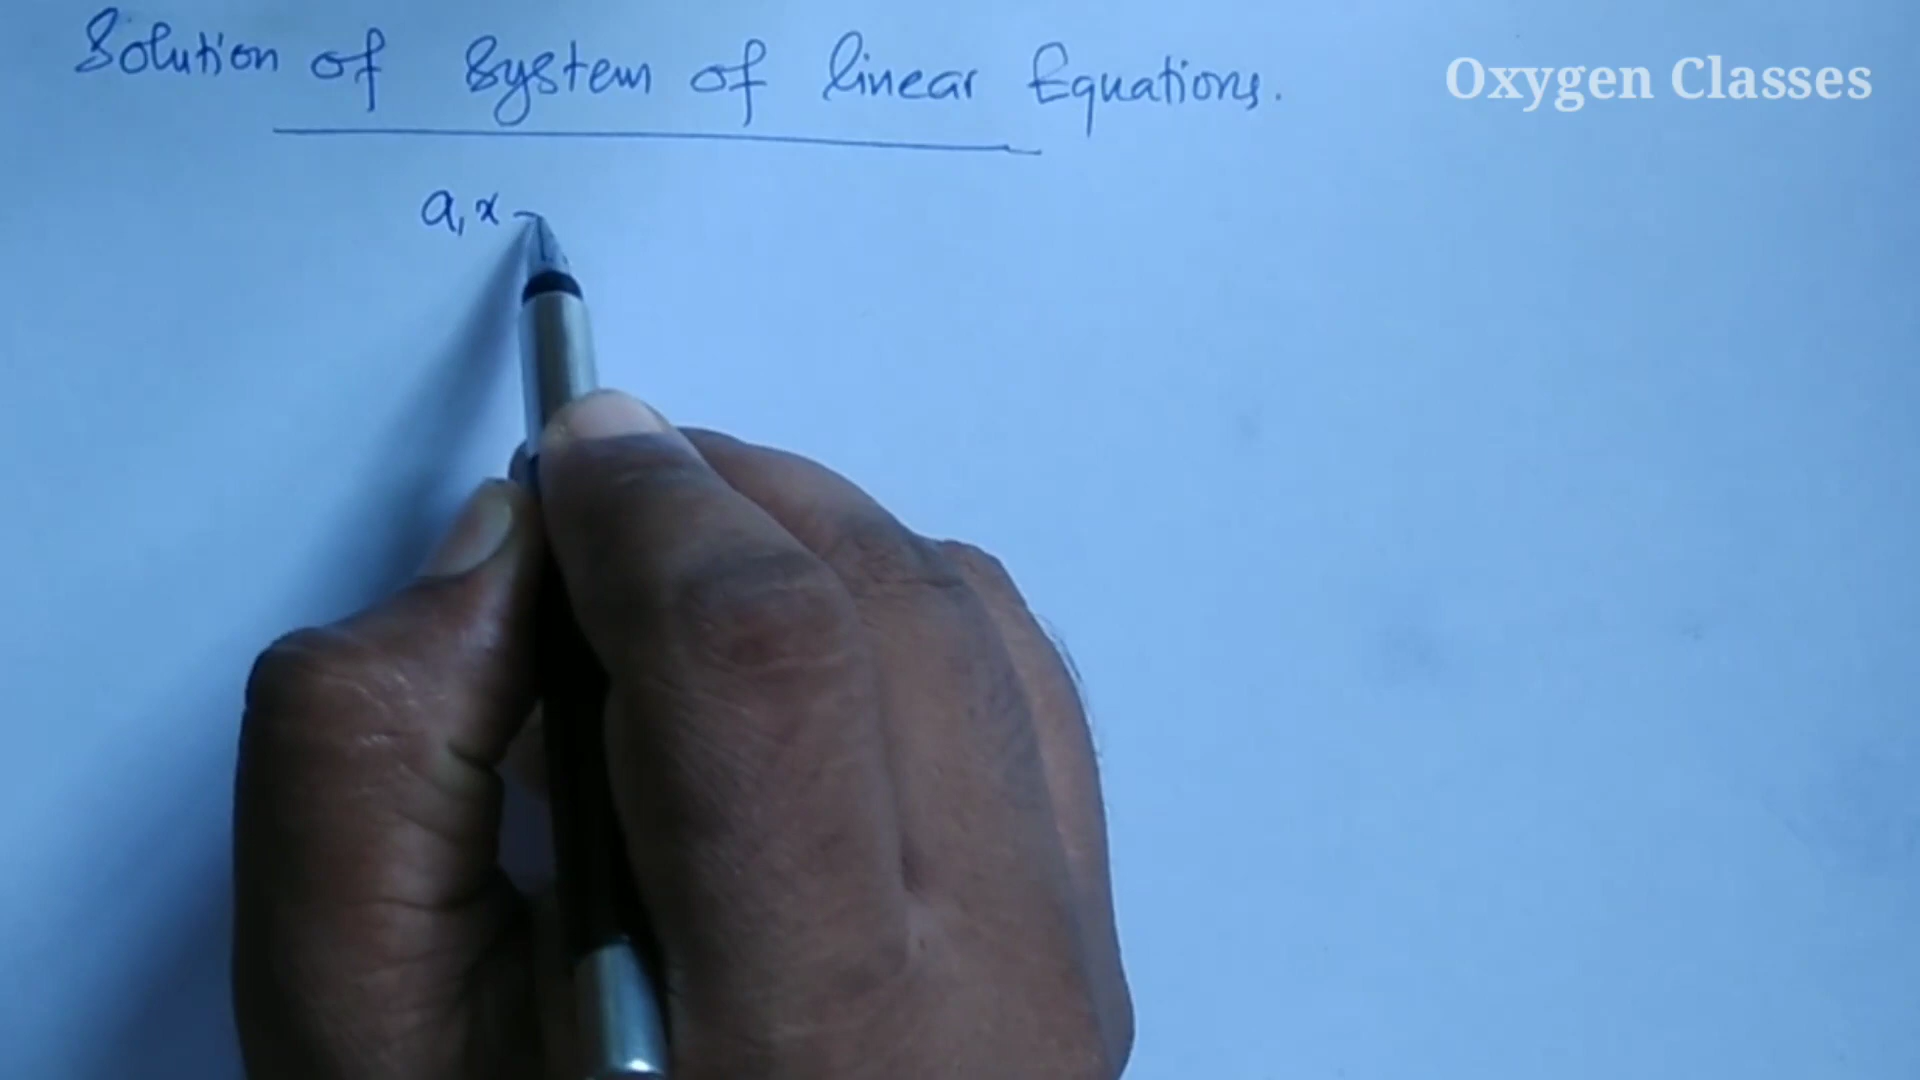 Solution of System of linear Equations.
Oxygen Classes
a₁x -